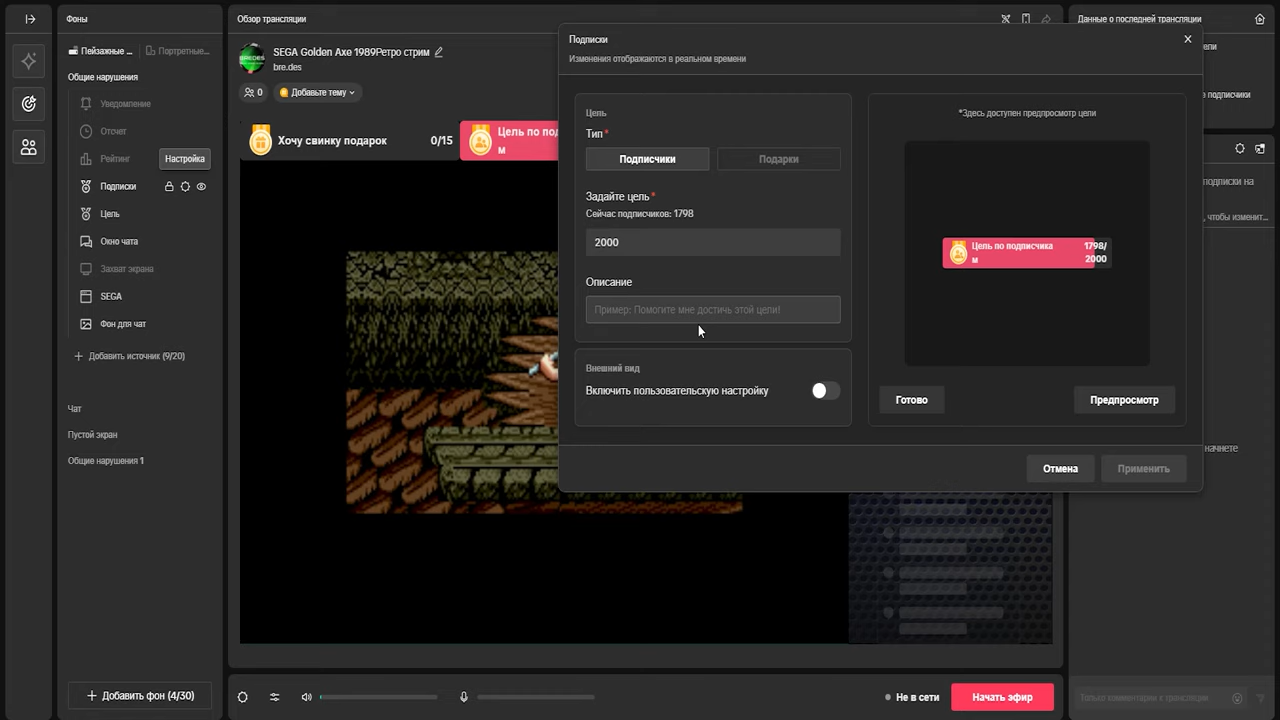 Фоны
Пейзажные ...
Портретные...
Общие нарушения
Уведомление
Отсчет
Рейтинг
Настройка
Подписки
Цель
Окно чата
Захват экрана
SEGA
Фон для чат
Добавить источник (9/20)
Чат
Пустой экран
Общие нарушения 1
Добавить фон (4/30)
Обзор трансляции
SEGA Golden Axe 1989Ретро стрим
bre.des
0
Добавьте тему
Хочу свинку подарок 0/15
Цель по под
м
Подписки
Изменения отображаются в реальном времени
Цель
Тип*
Подписчики
Подарки
Задайте цель*
Сейчас подписчиков: 1798
2000
Описание
Пример: Помогите мне достичь этой цели!
Внешний вид
Включить пользовательскую настройку
*Здесь доступен предпросмотр цели
Цель по подписчика 1798/
м 2000
Готово
Предпросмотр
Отмена
Применить
Не в сети
Начать эфир
Данные о последней трансляции
ели
е подписчики
подписки на
, чтобы изменит...
начнете
Только комментарии к трансляции